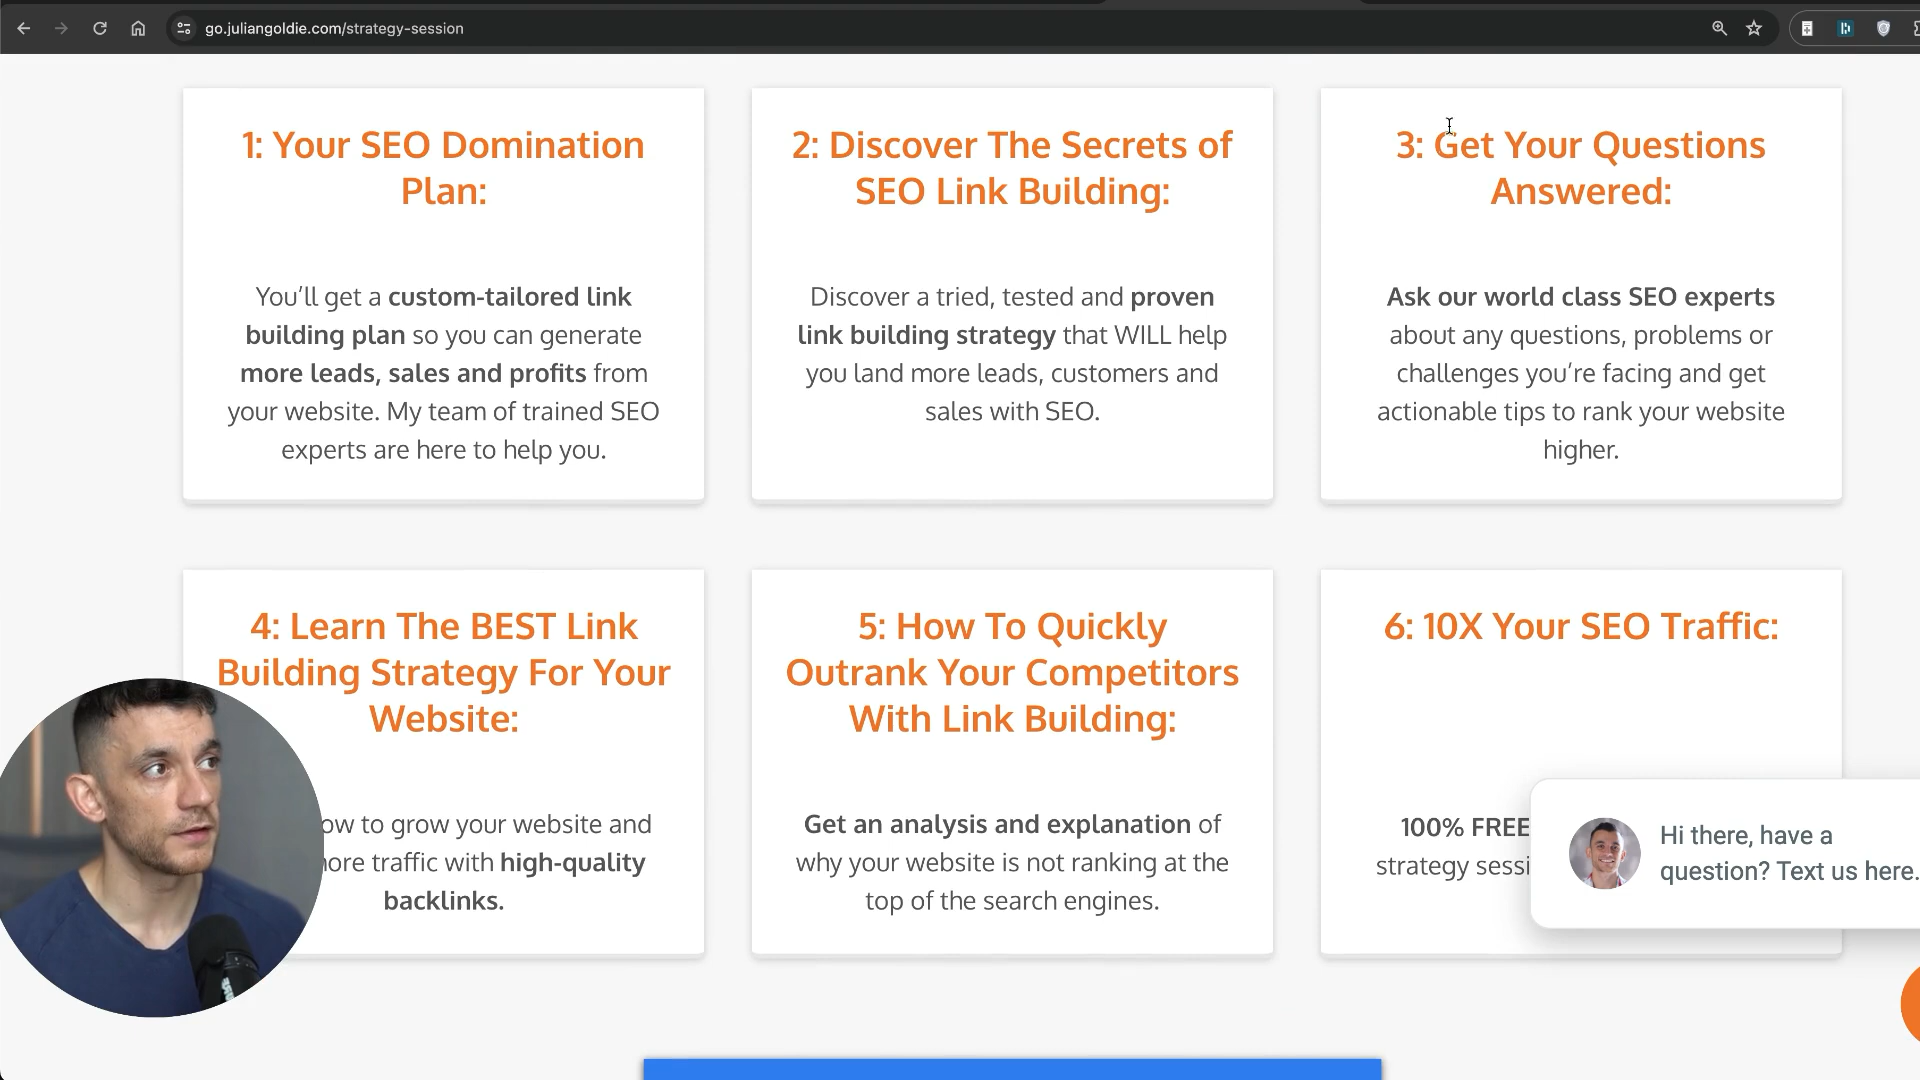 go.juliangoldie.com/strategy-session
1: Your SEO Domination
Plan:
You'll get a custom-tailored link
building plan so you can generate
more leads, sales and profits from
your website. My team of trained SEO
experts are here to help you.
2: Discover The Secrets of
SEO Link Building:
Discover a tried, tested and proven
link building strategy that WILL help
you land more leads, customers and
sales with SEO.
3: Get Your Questions
Answered:
Ask our world class SEO experts
about any questions, problems or
challenges you're facing and get
actionable tips to rank your website
higher.
4: Learn The BEST Link
Building Strategy For Your
Website:
to grow your website and
traffic with high-quality
backlinks.
5: How To Quickly
Outrank Your Competitors
With Link Building:
Get an analysis and explanation of
why your website is not ranking at the
top of the search engines.
6: 10X Your SEO Traffic:
100% FREE
strategy
Hi there, have a
question? Text us here.